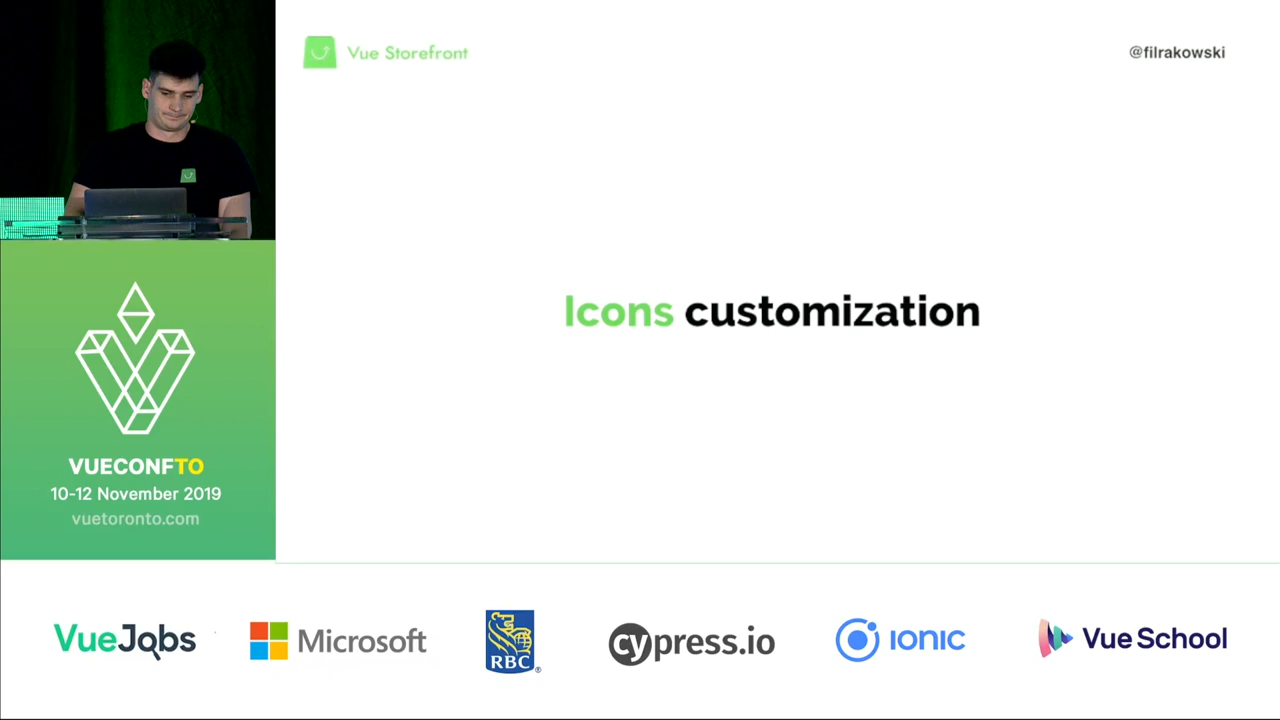 Vue Storefront
@filrakowski
Icons customization
VUECONFTO
10-12 November 2019
vuetoronto.com
VueJobs
Microsoft
RBC
®
cypress.io
IONIC
Vue School